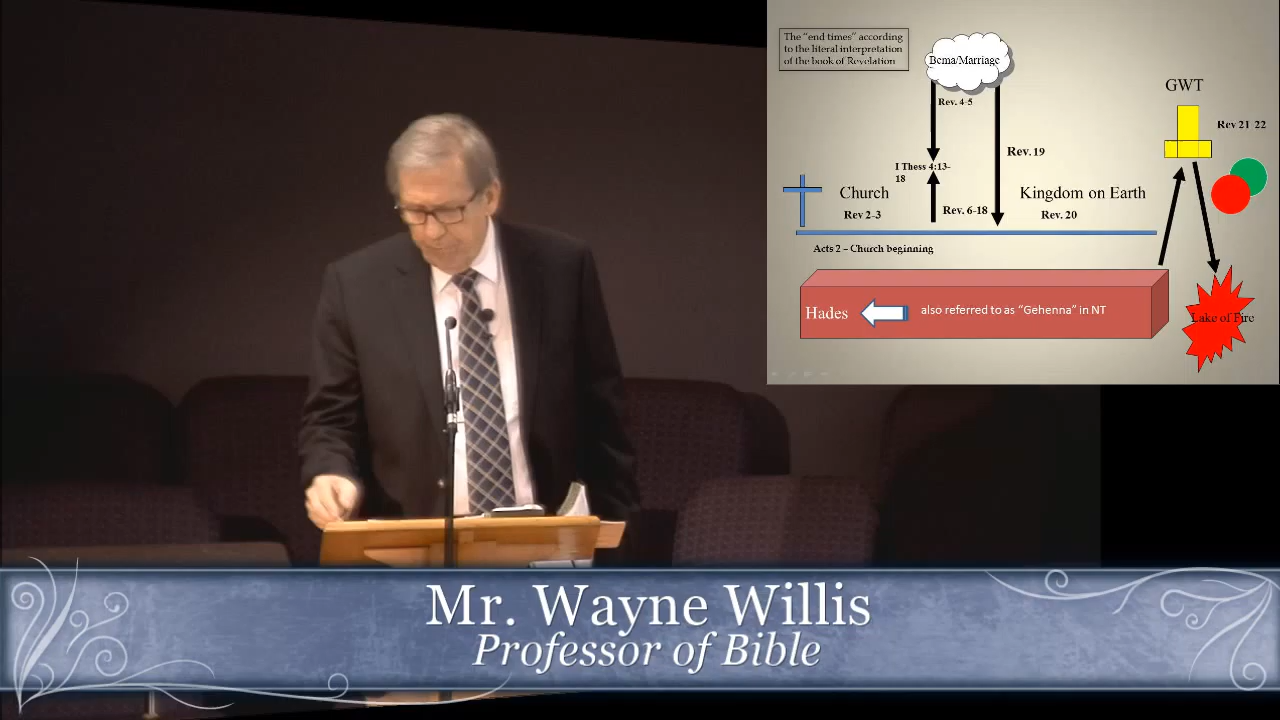 The "end times" according
to the literal interpretation
of the book of Revelation
Bema/Marriage
Rev. 4-5
GWT
Rev 21-22
I Thess 4:13-
18
Rev. 19
Church
Kingdom on Earth
Rev 2-3
Rev. 6-18
Rev. 20
Acts 2 – Church beginning
Hades
also referred to as "Gehenna" in NT
Lake of Fire
Mr. Wayne Willis
Professor of Bible